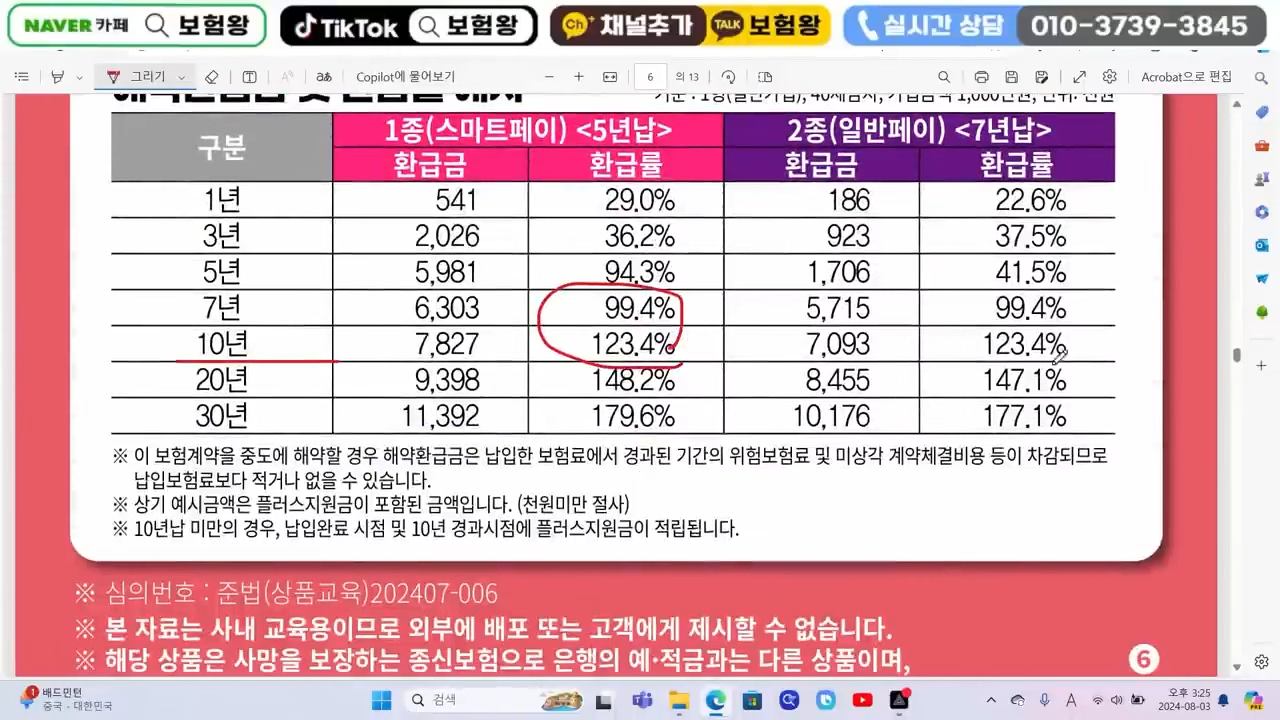 NAVER 카페 보험왕 TikTok 보험왕 Ch+ 채널추가 TALK 보험왕 실시간 상담 010-3739-3845
그리기 Copilot에 물어보기 6 의 13 Acrobat으로 편집
구분 1종(스마트페이) <5년납> 2종(일반페이) <7년납>
환급금 환급률 환급금 환급률
1년 541 29.0% 186 22.6%
3년 2,026 36.2% 923 37.5%
5년 5,981 94.3% 1,706 41.5%
7년 6,303 99.4% 5,715 99.4%
10년 7,827 123.4% 7,093 123.4%
20년 9,398 148.2% 8,455 147.1%
30년 11,392 179.6% 10,176 177.1%
※ 이 보험계약을 중도에 해약할 경우 해약환급금은 납입한 보험료에서 경과된 기간의 위험보험료 및 미상각 계약체결비용 등이 차감되므로
납입보험료보다 적거나 없을 수 있습니다.
※ 상기 예시금액은 플러스지원금이 포함된 금액입니다. (천원미만 절사)
※ 10년납 미만의 경우, 납입완료 시점 및 10년 경과시점에 플러스지원금이 적립됩니다.
※ 심의번호 : 준법(상품교육)202407-006
※ 본 자료는 사내 교육용이므로 외부에 배포 또는 고객에게 제시할 수 없습니다.
※ 해당 상품은 사망을 보장하는 종신보험으로 은행의 예·적금과는 다른 상품이며,
6
배드민턴
중국 - 대한민국
검색
오후 3:25
2024-08-03